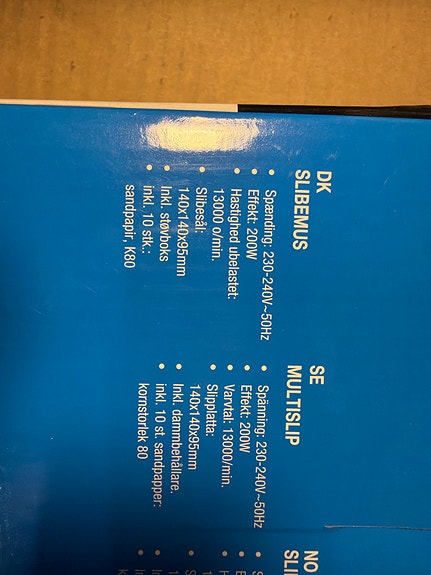 DK
SLIBEMUS
• Spænding: 230-240V~50Hz
• Effekt: 200W
• Hastighed ubelastet:
13000 o/min.
• Slibesål:
140x140x95mm
• Inkl. støvboks
• inkl. 10 stk.:
sandpapir, K80
SE
MULTISLIP
• Spänning: 230-240V~50Hz
• Effekt: 200W
• Varvtal: 13000/min.
• Slipplatta:
140x140x95mm
• Inkl. dammbehållare.
• inkl. 10 st. sandpapper:
kornstorlek 80
NO